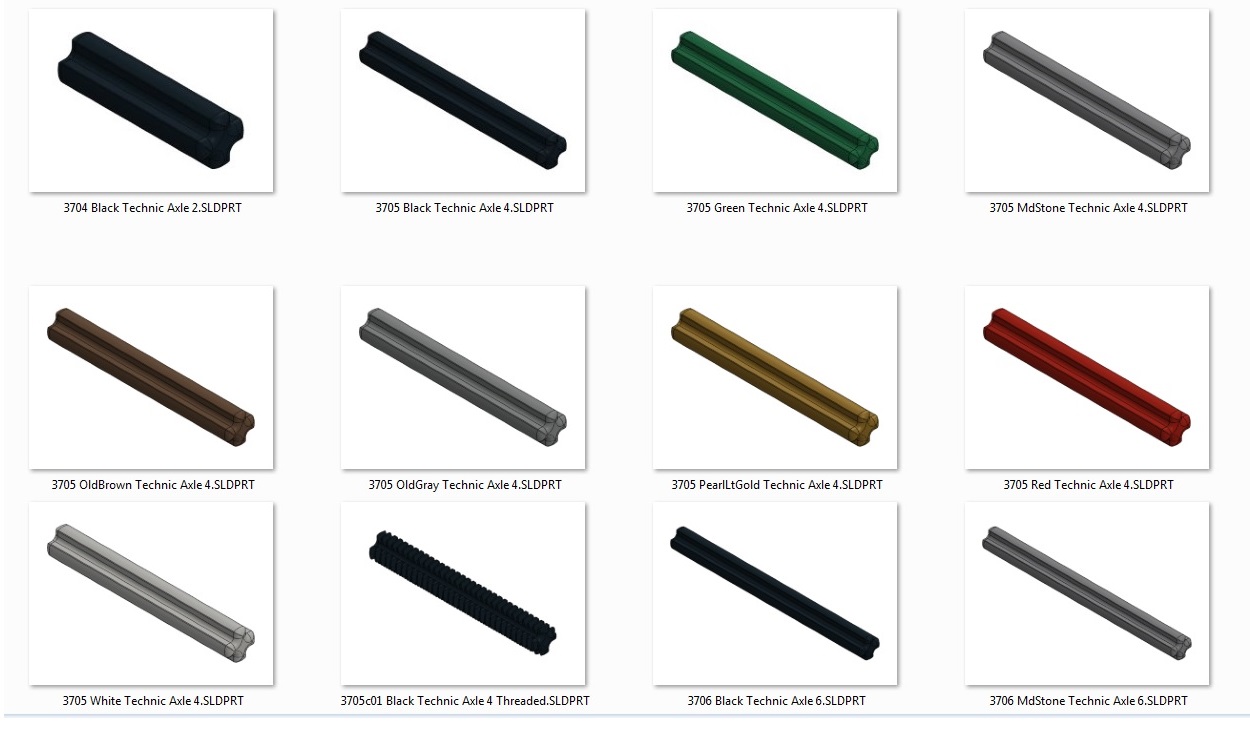 3704 Black Technic Axle 2.SLDPRT
3705 Black Technic Axle 4.SLDPRT
3705 Green Technic Axle 4.SLDPRT
3705 MdStone Technic Axle 4.SLDPRT
3705 OldBrown Technic Axle 4.SLDPRT
3705 OldGray Technic Axle 4.SLDPRT
3705 PearlLtGold Technic Axle 4.SLDPRT
3705 Red Technic Axle 4.SLDPRT
3705 White Technic Axle 4.SLDPRT
3705c01 Black Technic Axle 4 Threaded.SLDPRT
3706 Black Technic Axle 6.SLDPRT
3706 MdStone Technic Axle 6.SLDPRT